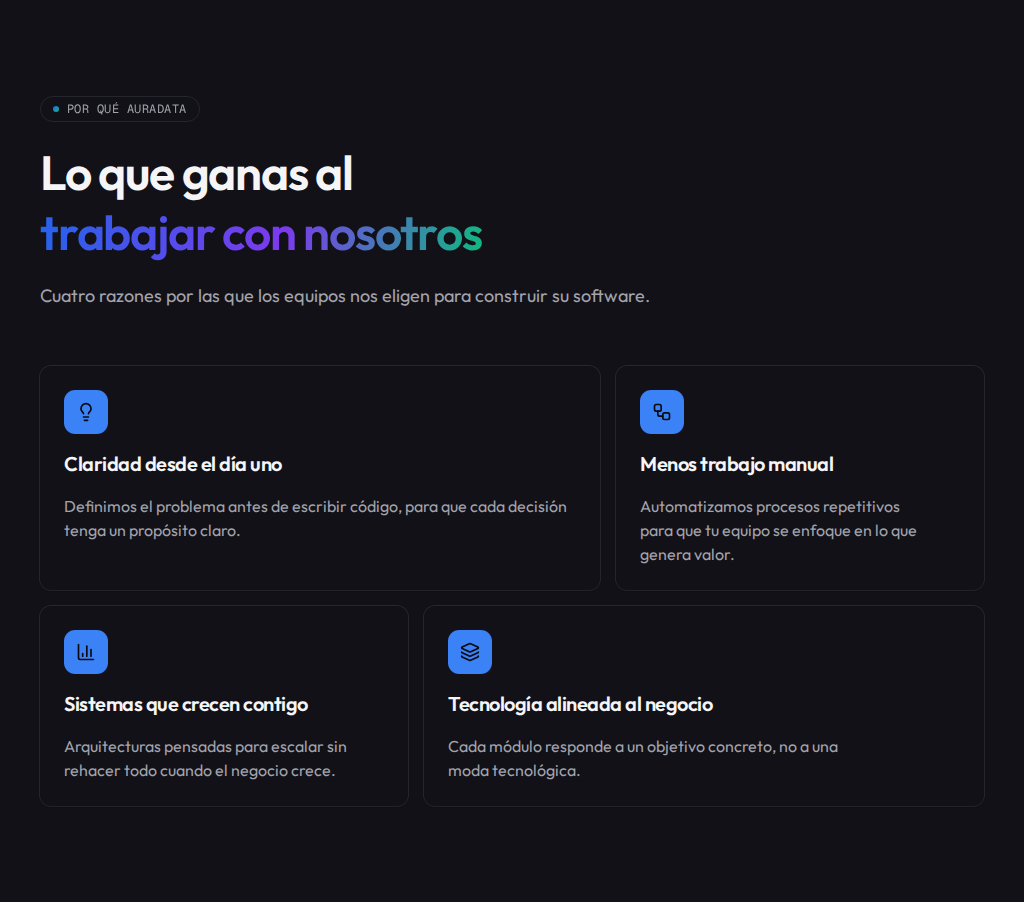 POR QUÉ AURADATA
Lo que ganas al
trabajar con nosotros
Cuatro razones por las que los equipos nos eligen para construir su software.
Claridad desde el día uno
Definimos el problema antes de escribir código, para que cada decisión
tenga un propósito claro.
Menos trabajo manual
Automatizamos procesos repetitivos
para que tu equipo se enfoque en lo que
genera valor.
Sistemas que crecen contigo
Arquitecturas pensadas para escalar sin
rehacer todo cuando el negocio crece.
Tecnología alineada al negocio
Cada módulo responde a un objetivo concreto, no a una
moda tecnológica.